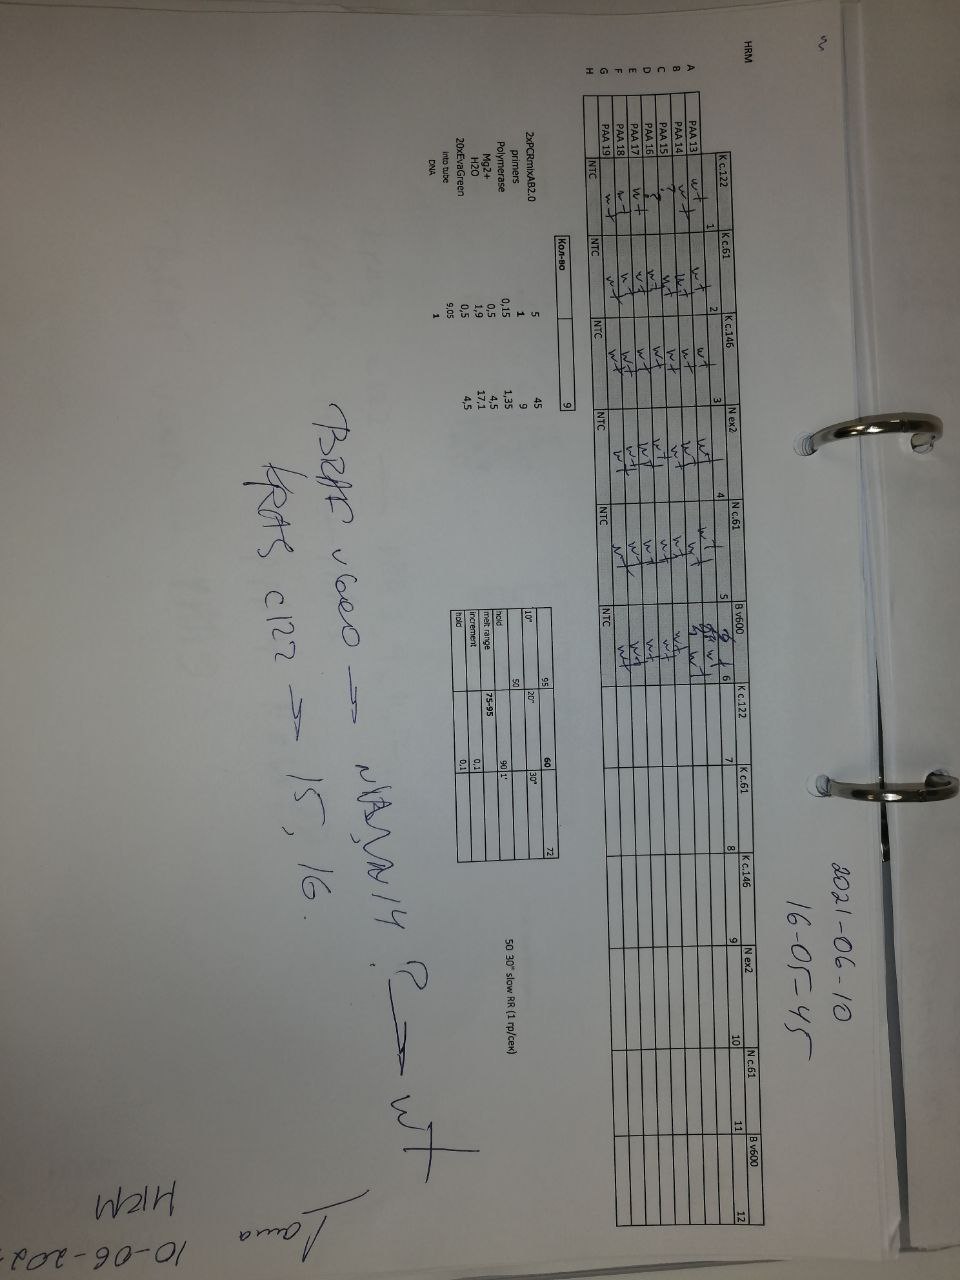 2021-06-10
16-05-45
HRM
K c.122 K c.61 K c.146 N ex2 N c.61 B v600 K c.122 K c.61 K c.146 N ex2 N c.61 B v600
1 2 3 4 5 6 7 8 9 10 11 12
A PAA 13 wt wt wt wt wt wt
B PAA 14 wt wt wt wt wt wt
C PAA 15 ? wt wt wt wt wt
D PAA 16 ? wt wt wt wt wt
E PAA 17 wt wt wt wt wt wt
F PAA 18 wt wt wt wt wt wt
G PAA 19 wt wt wt
H NTC NTC NTC NTC NTC NTC
Кол-во 9
2xPCRmixAB2.0 5 45
primers 1 9
Polymerase 0,15 1,35
Mg2+ 0,5 4,5
H2O 1,9 17,1
20xEvaGreen 0,5 4,5
into tube 9,05
DNA 1
95 60 72
10" 20" 30"
hold 50 90 1'
melt range 75-95
increment 0,1
hold 0,1
50 30" slow RR (1 гр/сек)
BRAF v600 → 14 ? → wt
KRAS c122 → 15, 16.
HRM